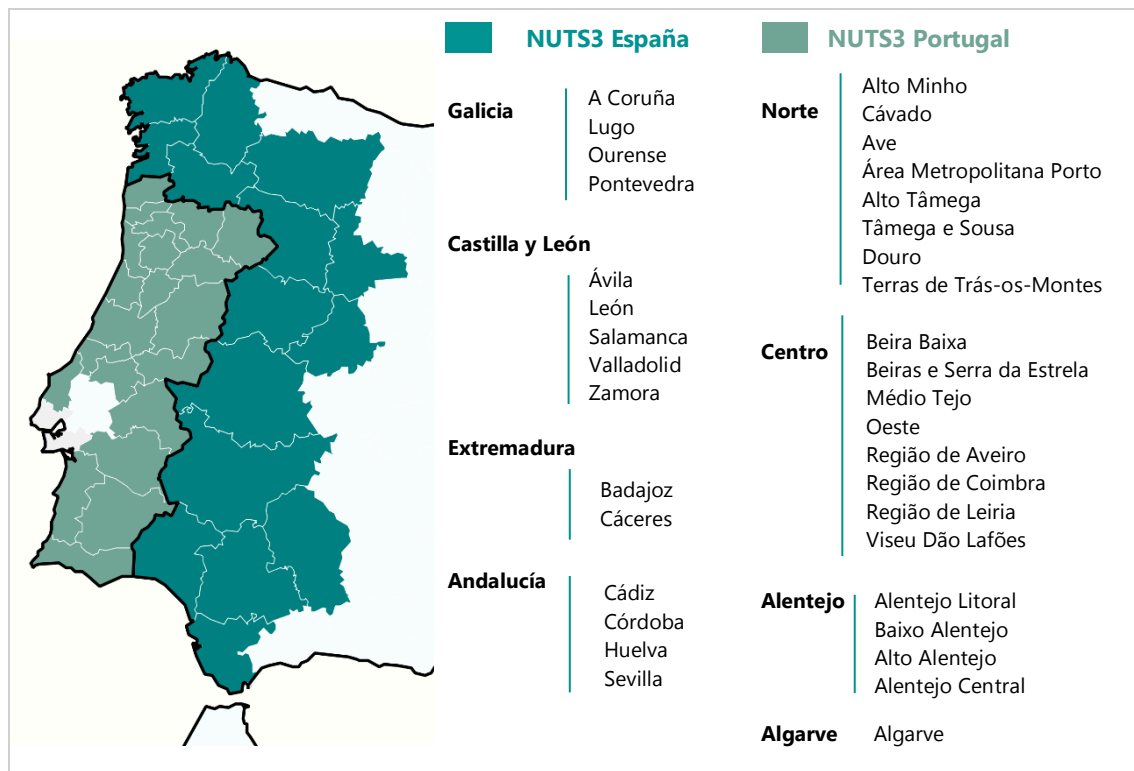 NUTS3 España
Galicia
A Coruña
Lugo
Ourense
Pontevedra
Castilla y León
Ávila
León
Salamanca
Valladolid
Zamora
Extremadura
Badajoz
Cáceres
Andalucía
Cádiz
Córdoba
Huelva
Sevilla
NUTS3 Portugal
Norte
Alto Minho
Cávado
Ave
Área Metropolitana Porto
Alto Tâmega
Tâmega e Sousa
Douro
Terras de Trás-os-Montes
Centro
Beira Baixa
Beiras e Serra da Estrela
Médio Tejo
Oeste
Região de Aveiro
Região de Coimbra
Região de Leiria
Viseu Dão Lafões
Alentejo
Alentejo Litoral
Baixo Alentejo
Alto Alentejo
Alentejo Central
Algarve
Algarve